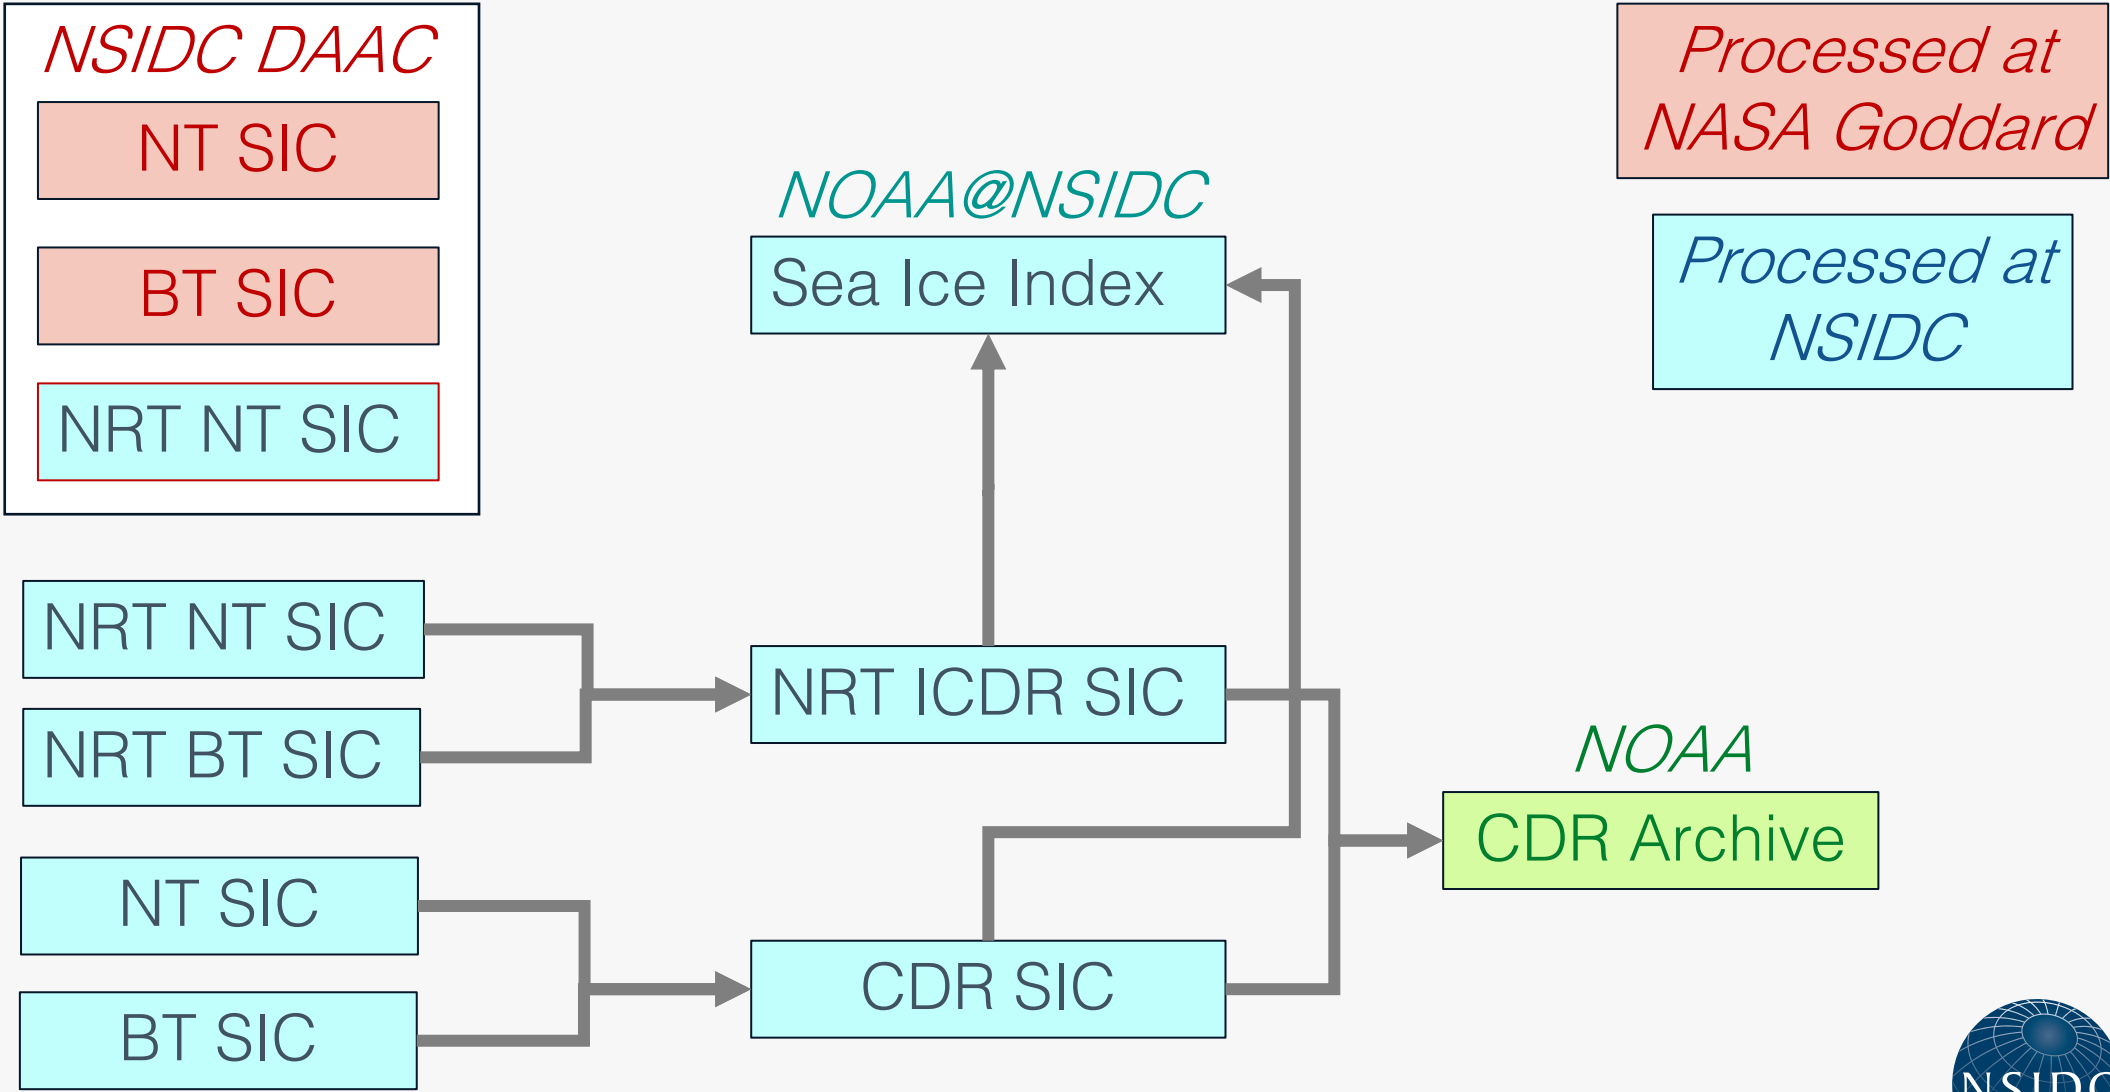 NSIDC DAAC
NT SIC
BT SIC
NRT NT SIC
NOAA@NSIDC
Sea Ice Index
Processed at
NASA Goddard
Processed at
NSIDC
NRT NT SIC
NRT BT SIC
NT SIC
BT SIC
NRT ICDR SIC
CDR SIC
NOAA
CDR Archive
NSIDC